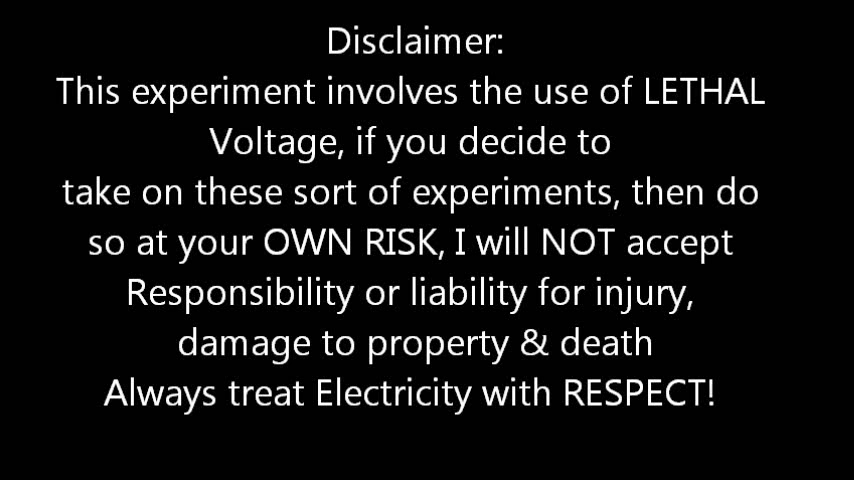 Disclaimer:
This experiment involves the use of LETHAL
Voltage, if you decide to
take on these sort of experiments, then do
so at your OWN RISK, I will NOT accept
Responsibility or liability for injury,
damage to property & death
Always treat Electricity with RESPECT!